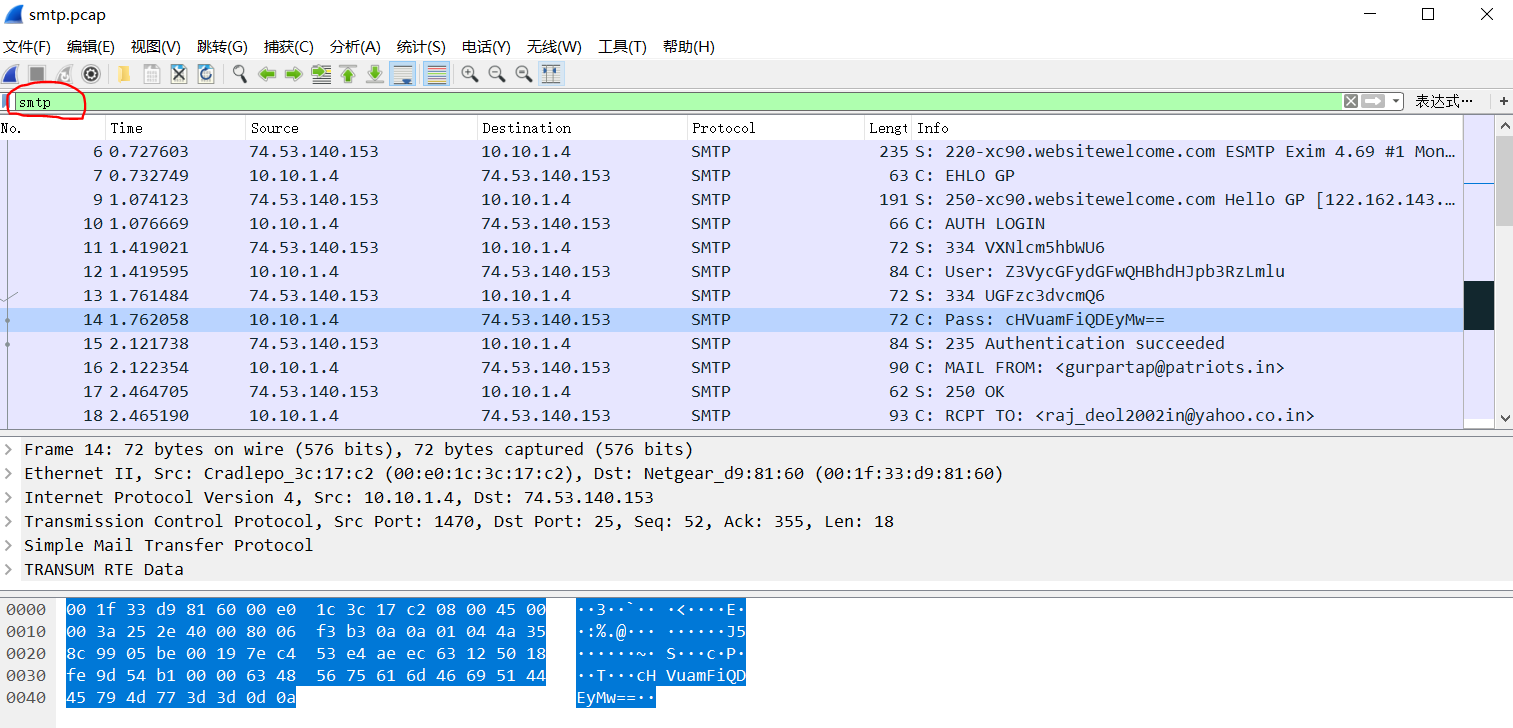 smtp.pcap
文件(F) 编辑(E) 视图(V) 跳转(G) 捕获(C) 分析(A) 统计(S) 电话(Y) 无线(W) 工具(T) 帮助(H)
smtp 表达式… +
No. Time Source Destination Protocol Lengt Info
6 0.727603 74.53.140.153 10.10.1.4 SMTP 235 S: 220-xc90.websitewelcome.com ESMTP Exim 4.69 #1 Mon…
7 0.732749 10.10.1.4 74.53.140.153 SMTP 63 C: EHLO GP
9 1.074123 74.53.140.153 10.10.1.4 SMTP 191 S: 250-xc90.websitewelcome.com Hello GP [122.162.143.…
10 1.076669 10.10.1.4 74.53.140.153 SMTP 66 C: AUTH LOGIN
11 1.419021 74.53.140.153 10.10.1.4 SMTP 72 S: 334 VXNlcm5hbWU6
12 1.419595 10.10.1.4 74.53.140.153 SMTP 84 C: User: Z3VycGFydGFwQHBhdHJpb3RzLmlu
13 1.761484 74.53.140.153 10.10.1.4 SMTP 72 S: 334 UGFzc3dvcmQ6
14 1.762058 10.10.1.4 74.53.140.153 SMTP 72 C: Pass: cHVuamFiQDEyMw==
15 2.121738 74.53.140.153 10.10.1.4 SMTP 84 S: 235 Authentication succeeded
16 2.122354 10.10.1.4 74.53.140.153 SMTP 90 C: MAIL FROM: <gurpartap@patriots.in>
17 2.464705 74.53.140.153 10.10.1.4 SMTP 62 S: 250 OK
18 2.465190 10.10.1.4 74.53.140.153 SMTP 93 C: RCPT TO: <raj_deol2002in@yahoo.co.in>
Frame 14: 72 bytes on wire (576 bits), 72 bytes captured (576 bits)
Ethernet II, Src: Cradlepo_3c:17:c2 (00:e0:1c:3c:17:c2), Dst: Netgear_d9:81:60 (00:1f:33:d9:81:60)
Internet Protocol Version 4, Src: 10.10.1.4, Dst: 74.53.140.153
Transmission Control Protocol, Src Port: 1470, Dst Port: 25, Seq: 52, Ack: 355, Len: 18
Simple Mail Transfer Protocol
TRANSUM RTE Data
0000 00 1f 33 d9 81 60 00 e0 1c 3c 17 c2 08 00 45 00 ··3··`·· ·<····E·
0010 00 3a 25 2e 40 00 80 06 f3 b3 0a 0a 01 04 4a 35 ·:%.@··· ······J5
0020 8c 99 05 be 00 19 7e c4 53 e4 ae ec 63 12 50 18 ······~· S···c·P·
0030 fe 9d 54 b1 00 00 63 48 56 75 61 6d 46 69 51 44 ··T···cH VuamFiQD
0040 45 79 4d 77 3d 3d 0d 0a EyMw==··